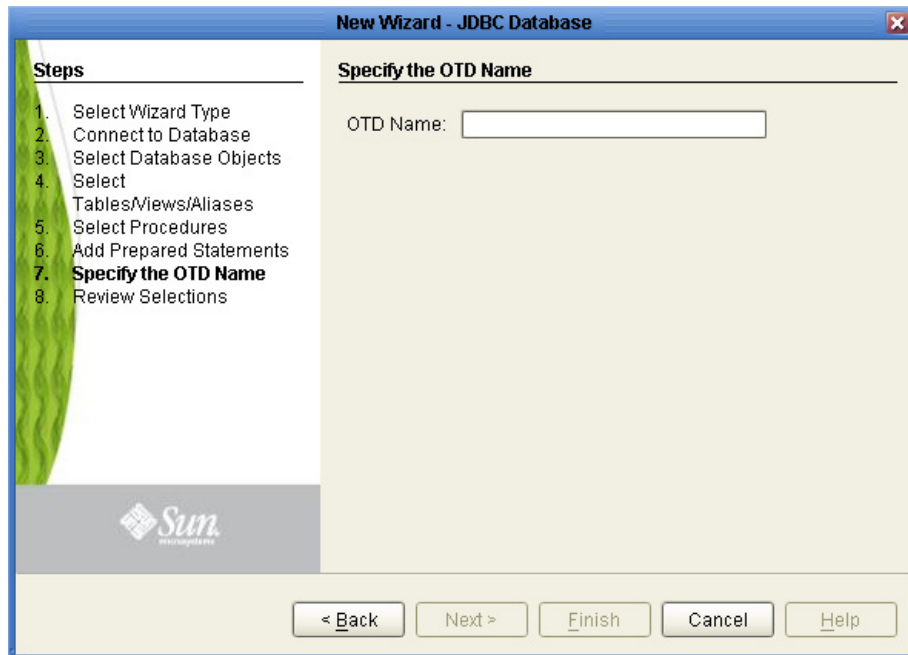 New Wizard - JDBC Database
Steps
1. Select Wizard Type
2. Connect to Database
3. Select Database Objects
4. Select
Tables/Views/Aliases
5. Select Procedures
6. Add Prepared Statements
7. Specify the OTD Name
8. Review Selections
Specify the OTD Name
OTD Name:
Sun
microsystems
< Back
Next >
Finish
Cancel
Help